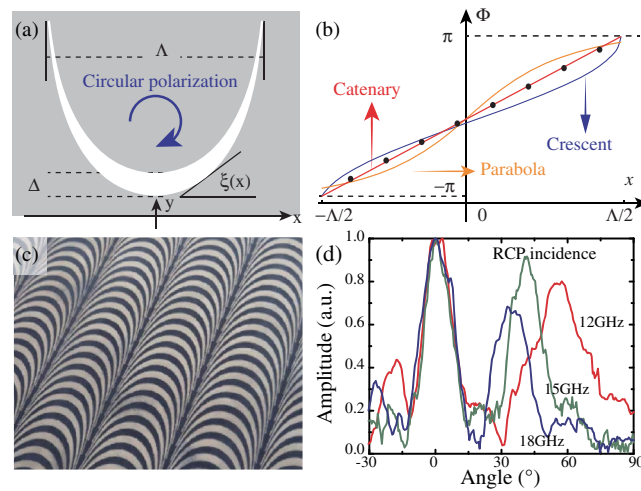 (a)
Λ
Circular polarization
Δ
ξ(x)
y
x
(b)
Φ
x
π
Catenary
Crescent
Parabola
−π
−Λ/2
0
Λ/2
(c)
(d)
RCP incidence
12GHz
15GHz
18GHz
Amplitude (a.u.)
1.0
0.8
0.6
0.4
0.2
0.0
-30
0
30
60
90
Angle (°)